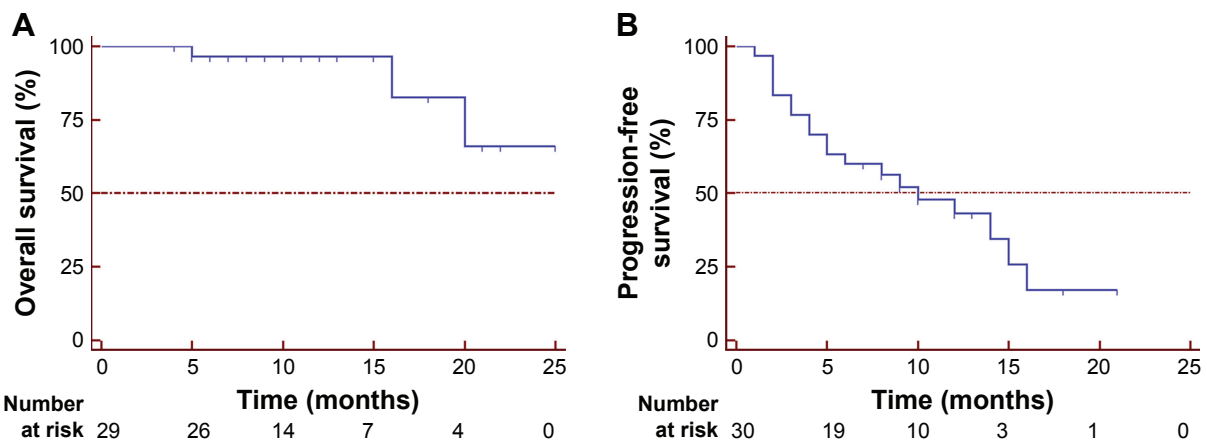 A
Overall survival (%)
100
75
50
25
0
0 5 10 15 20 25
Time (months)
Number
at risk 29 26 14 7 4 0
B
Progression-free
survival (%)
100
75
50
25
0
0 5 10 15 20 25
Time (months)
Number
at risk 30 19 10 3 1 0